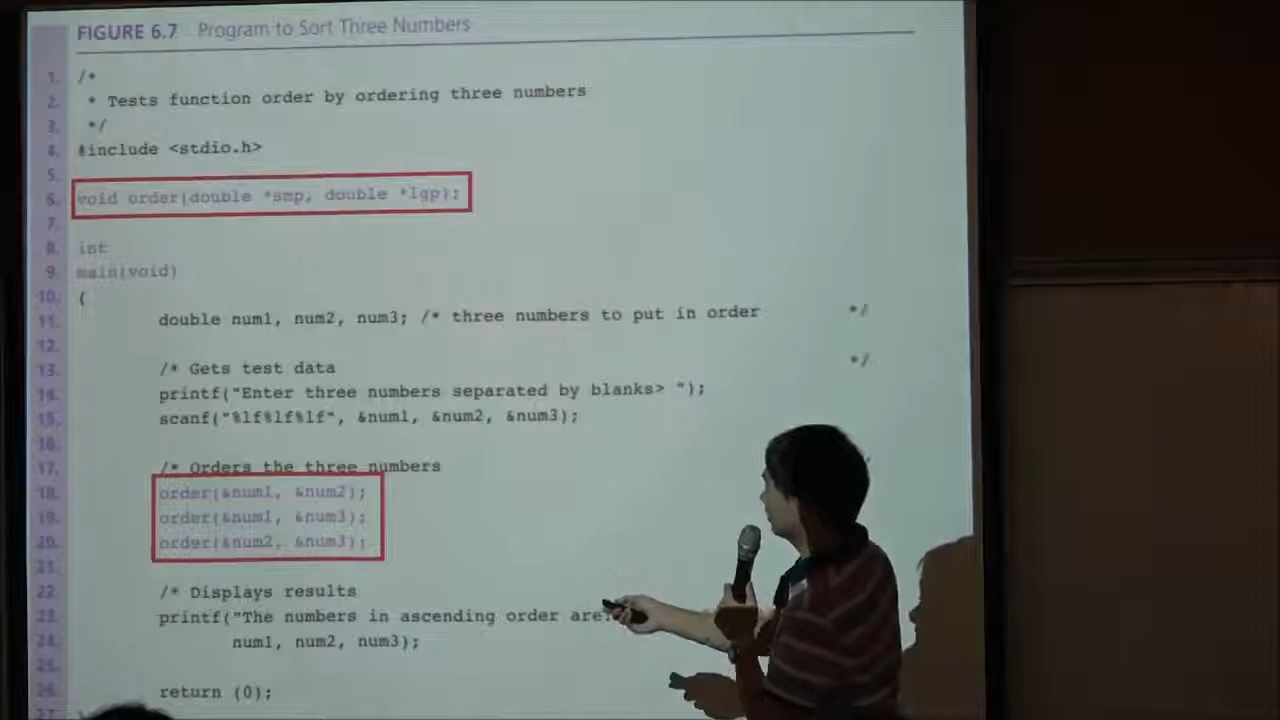 FIGURE 6.7 Program to Sort Three Numbers
1. /*
2. * Tests function order by ordering three numbers
3. */
4. #include <stdio.h>
5.
6. void order(double *smp, double *lgp);
7.
8. int
9. main(void)
10. {
11. double num1, num2, num3; /* three numbers to put in order */
12.
13. /* Gets test data */
14. printf("Enter three numbers separated by blanks> ");
15. scanf("%lf%lf%lf", &num1, &num2, &num3);
16.
17. /* Orders the three numbers
18. order(&num1, &num2);
19. order(&num1, &num3);
20. order(&num2, &num3);
21.
22. /* Displays results
23. printf("The numbers in ascending order are:
24. num1, num2, num3);
25.
26. return (0);
27.